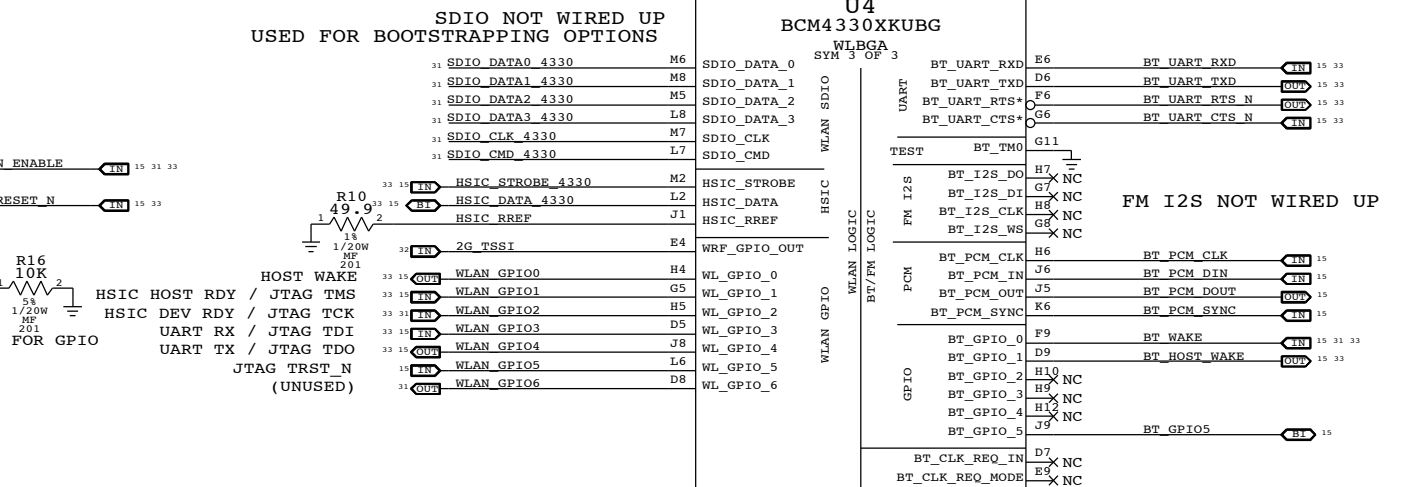 SDIO NOT WIRED UP
USED FOR BOOTSTRAPPING OPTIONS
U4
BCM4330XKUBG
WLBGA
SYM 3 OF 3
31 SDIO_DATA0_4330 M6 SDIO_DATA_0
31 SDIO_DATA1_4330 M8 SDIO_DATA_1
31 SDIO_DATA2_4330 M5 SDIO_DATA_2
31 SDIO_DATA3_4330 L8 SDIO_DATA_3
31 SDIO_CLK_4330 M7 SDIO_CLK
31 SDIO_CMD_4330 L7 SDIO_CMD
WLAN SDIO
N_ENABLE IN 15 31 33
RESET_N IN 15 33
33 15 IN HSIC_STROBE_4330 M2 HSIC_STROBE
33 15 BI HSIC_DATA_4330 L2 HSIC_DATA
HSIC_RREF J1 HSIC_RREF
HSIC
R10
49.9
1 2
1%
1/20W
MF
201
32 IN 2G_TSSI E4 WRF_GPIO_OUT
R16
10K
2
5%
1/20W
MF
201
FOR GPIO
HOST WAKE 33 15 OUT WLAN_GPIO0 H4 WL_GPIO_0
HSIC HOST RDY / JTAG TMS 33 15 IN WLAN_GPIO1 G5 WL_GPIO_1
HSIC DEV RDY / JTAG TCK 33 31 IN WLAN_GPIO2 H5 WL_GPIO_2
UART RX / JTAG TDI 33 15 IN WLAN_GPIO3 D5 WL_GPIO_3
UART TX / JTAG TDO 33 15 OUT WLAN_GPIO4 J8 WL_GPIO_4
JTAG TRST_N 15 IN WLAN_GPIO5 L6 WL_GPIO_5
(UNUSED) 31 OUT WLAN_GPIO6 D8 WL_GPIO_6
WLAN GPIO
WLAN LOGIC
BT/FM LOGIC
UART
BT_UART_RXD E6 BT_UART_RXD IN 15 33
BT_UART_TXD D6 BT_UART_TXD OUT 15 33
BT_UART_RTS* F6 BT_UART_RTS_N OUT 15 33
BT_UART_CTS* G6 BT_UART_CTS_N IN 15 33
TEST BT_TM0 G11
FM I2S
BT_I2S_DO H7 NC
BT_I2S_DI G7 NC
BT_I2S_CLK H8 NC
BT_I2S_WS G8 NC
FM I2S NOT WIRED UP
PCM
BT_PCM_CLK H6 BT_PCM_CLK IN 15
BT_PCM_IN J6 BT_PCM_DIN IN 15
BT_PCM_OUT J5 BT_PCM_DOUT OUT 15
BT_PCM_SYNC K6 BT_PCM_SYNC IN 15
GPIO
BT_GPIO_0 F9 BT_WAKE IN 15 31 33
BT_GPIO_1 D9 BT_HOST_WAKE OUT 15 33
BT_GPIO_2 H10 NC
BT_GPIO_3 H9 NC
BT_GPIO_4 H12 NC
BT_GPIO_5 J9 BT_GPIO5 BI 15
BT_CLK_REQ_IN D7 NC
BT_CLK_REQ_MODE E9 NC